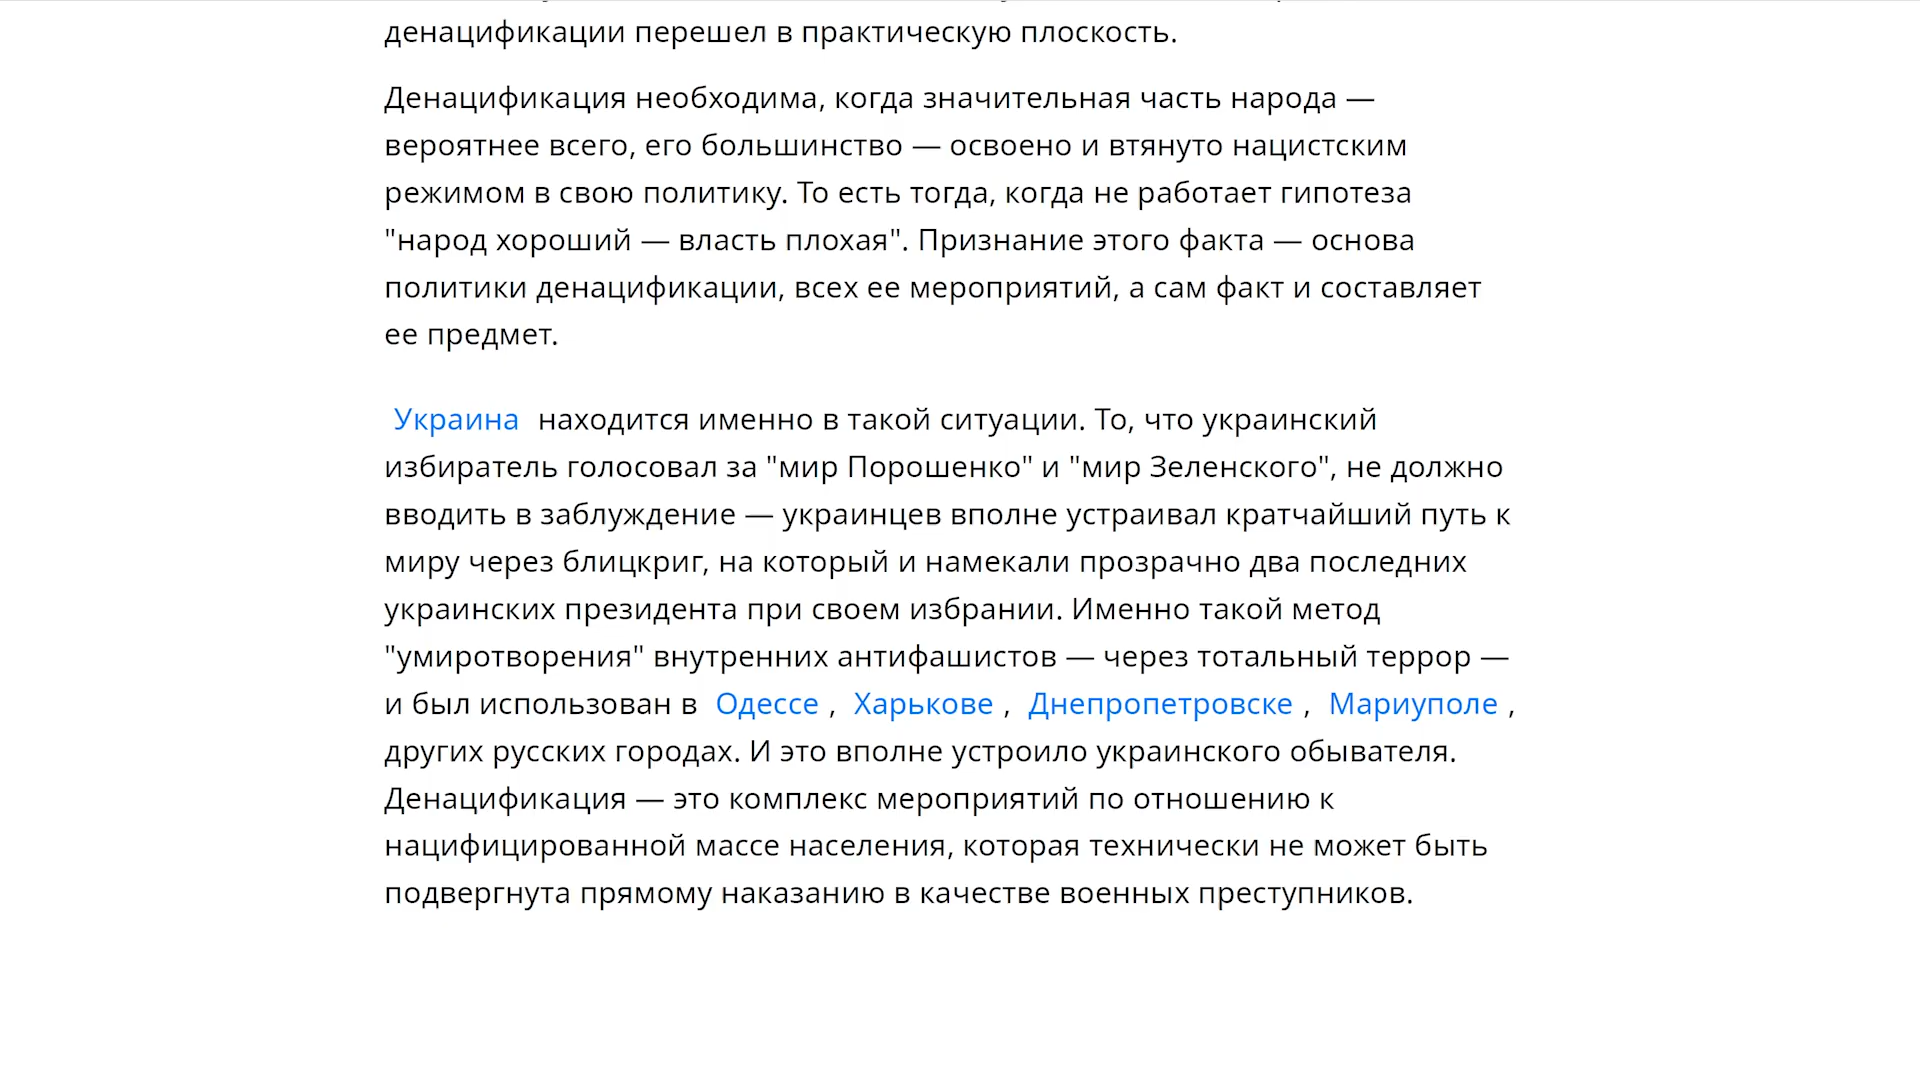 денацификации перешел в практическую плоскость.
Денацификация необходима, когда значительная часть народа —
вероятнее всего, его большинство — освоено и втянуто нацистским
режимом в свою политику. То есть тогда, когда не работает гипотеза
"народ хороший — власть плохая". Признание этого факта — основа
политики денацификации, всех ее мероприятий, а сам факт и составляет
ее предмет.
Украина находится именно в такой ситуации. То, что украинский
избиратель голосовал за "мир Порошенко" и "мир Зеленского", не должно
вводить в заблуждение — украинцев вполне устраивал кратчайший путь к
миру через блицкриг, на который и намекали прозрачно два последних
украинских президента при своем избрании. Именно такой метод
"умиротворения" внутренних антифашистов — через тотальный террор —
и был использован в Одессе , Харькове , Днепропетровске , Мариуполе ,
других русских городах. И это вполне устроило украинского обывателя.
Денацификация — это комплекс мероприятий по отношению к
нацифицированной массе населения, которая технически не может быть
подвергнута прямому наказанию в качестве военных преступников.